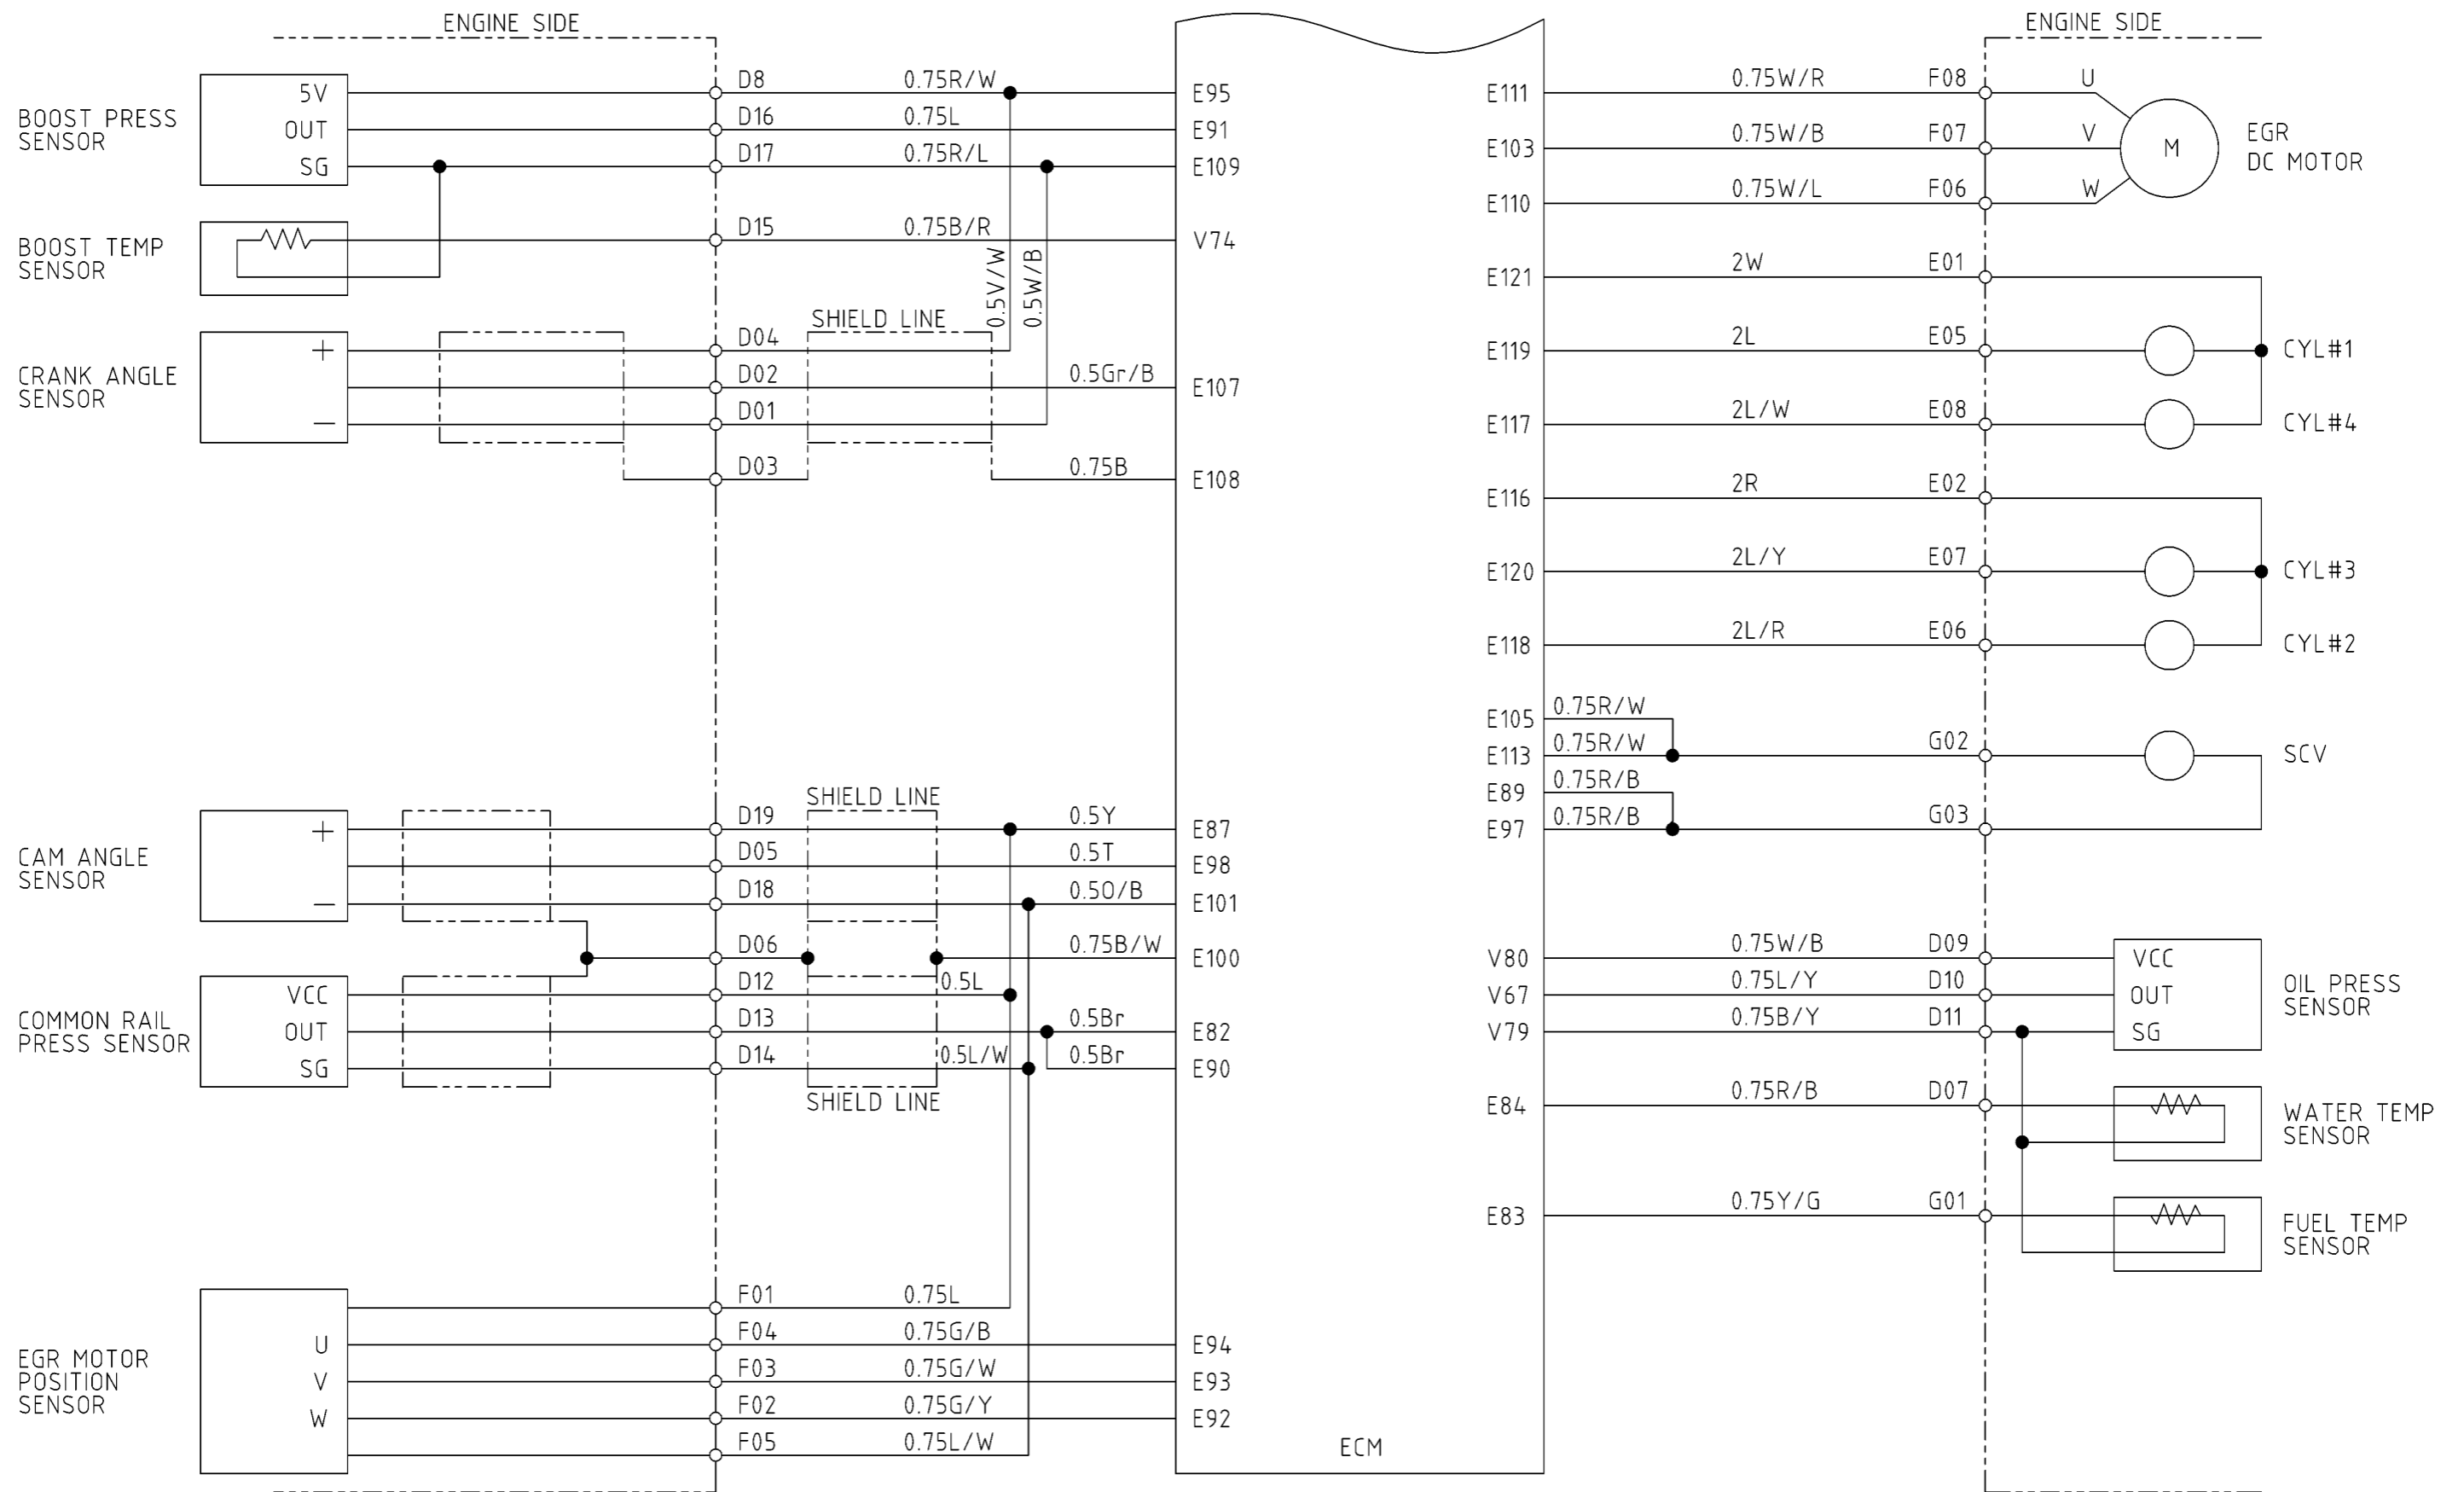 ENGINE SIDE
BOOST PRESS
SENSOR
5V
OUT
SG
D8
0.75R/W
E95
D16
0.75L
E91
D17
0.75R/L
E109
BOOST TEMP
SENSOR
D15
0.75B/R
V74
0.5V/W
0.5W/B
SHIELD LINE
CRANK ANGLE
SENSOR
+
−
D04
D02
0.5Gr/B
E107
D01
D03
0.75B
E108
SHIELD LINE
CAM ANGLE
SENSOR
+
−
D19
0.5Y
E87
D05
0.5T
E98
D18
0.5O/B
E101
D06
0.75B/W
E100
COMMON RAIL
PRESS SENSOR
VCC
OUT
SG
D12
0.5L
D13
0.5Br
E82
D14
0.5L/W
0.5Br
E90
SHIELD LINE
EGR MOTOR
POSITION
SENSOR
U
V
W
F01
0.75L
F04
0.75G/B
E94
F03
0.75G/W
E93
F02
0.75G/Y
E92
F05
0.75L/W
ECM
ENGINE SIDE
E111
0.75W/R
F08
U
E103
0.75W/B
F07
V
E110
0.75W/L
F06
W
M
EGR
DC MOTOR
E121
2W
E01
E119
2L
E05
CYL#1
E117
2L/W
E08
CYL#4
E116
2R
E02
E120
2L/Y
E07
CYL#3
E118
2L/R
E06
CYL#2
E105
0.75R/W
E113
0.75R/W
G02
SCV
E89
0.75R/B
E97
0.75R/B
G03
V80
0.75W/B
D09
VCC
V67
0.75L/Y
D10
OUT
V79
0.75B/Y
D11
SG
OIL PRESS
SENSOR
E84
0.75R/B
D07
WATER TEMP
SENSOR
E83
0.75Y/G
G01
FUEL TEMP
SENSOR